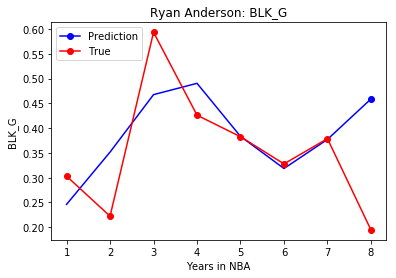 Ryan Anderson: BLK_G
Prediction
True
BLK_G
0.60
0.55
0.50
0.45
0.40
0.35
0.30
0.25
0.20
1 2 3 4 5 6 7 8
Years in NBA